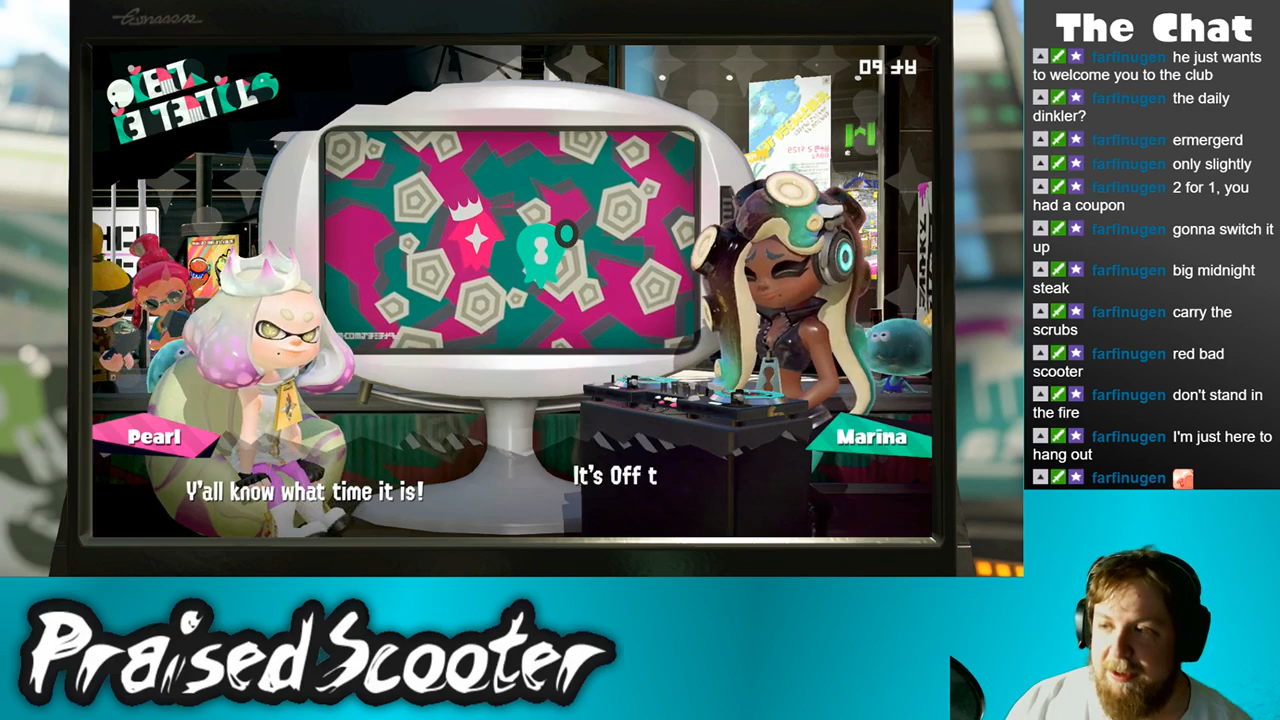 The Chat
farfinugen he just wants
to welcome you to the club
farfinugen the daily
dinkler?
farfinugen ermergerd
farfinugen only slightly
farfinugen 2 for 1, you
had a coupon
farfinugen gonna switch it
up
farfinugen big midnight
steak
farfinugen carry the
scrubs
farfinugen red bad
scooter
farfinugen don't stand in
the fire
farfinugen I'm just here to
hang out
farfinugen
Pearl
Y'all know what time it is!
Marina
It's Off t
PraisedScooter